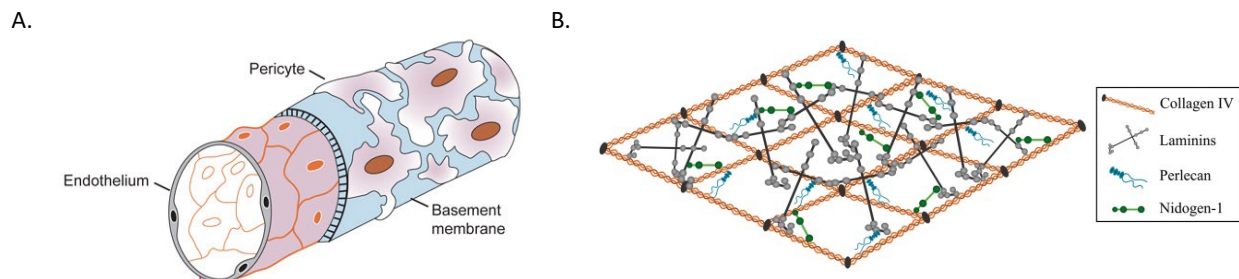 A.
Pericyte
Endothelium
Basement
membrane
B.
Collagen IV
Laminins
Perlecan
Nidogen-1